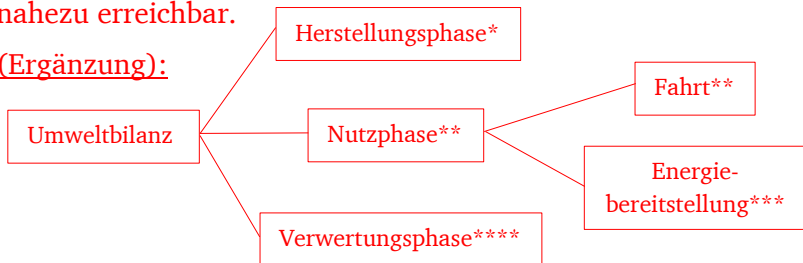 nahezu erreichbar.
(Ergänzung):
Herstellungsphase*
Fahrt**
Umweltbilanz
Nutzphase**
Energie-
bereitstellung***
Verwertungsphase****